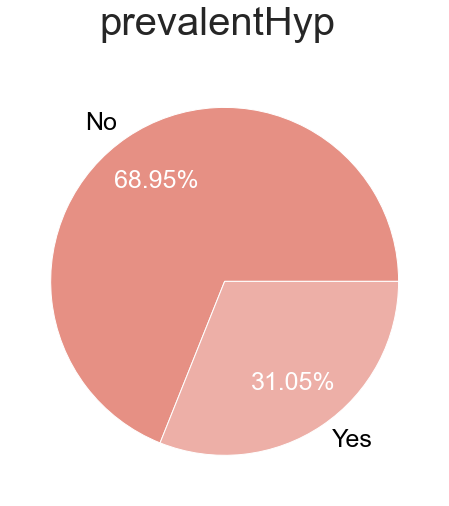 prevalentHyp
No
68.95%
31.05%
Yes